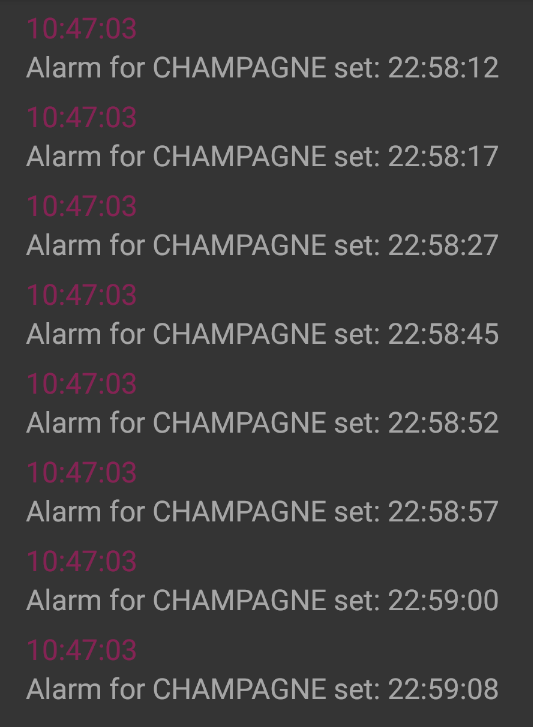 10:47:03
Alarm for CHAMPAGNE set: 22:58:12
10:47:03
Alarm for CHAMPAGNE set: 22:58:17
10:47:03
Alarm for CHAMPAGNE set: 22:58:27
10:47:03
Alarm for CHAMPAGNE set: 22:58:45
10:47:03
Alarm for CHAMPAGNE set: 22:58:52
10:47:03
Alarm for CHAMPAGNE set: 22:58:57
10:47:03
Alarm for CHAMPAGNE set: 22:59:00
10:47:03
Alarm for CHAMPAGNE set: 22:59:08